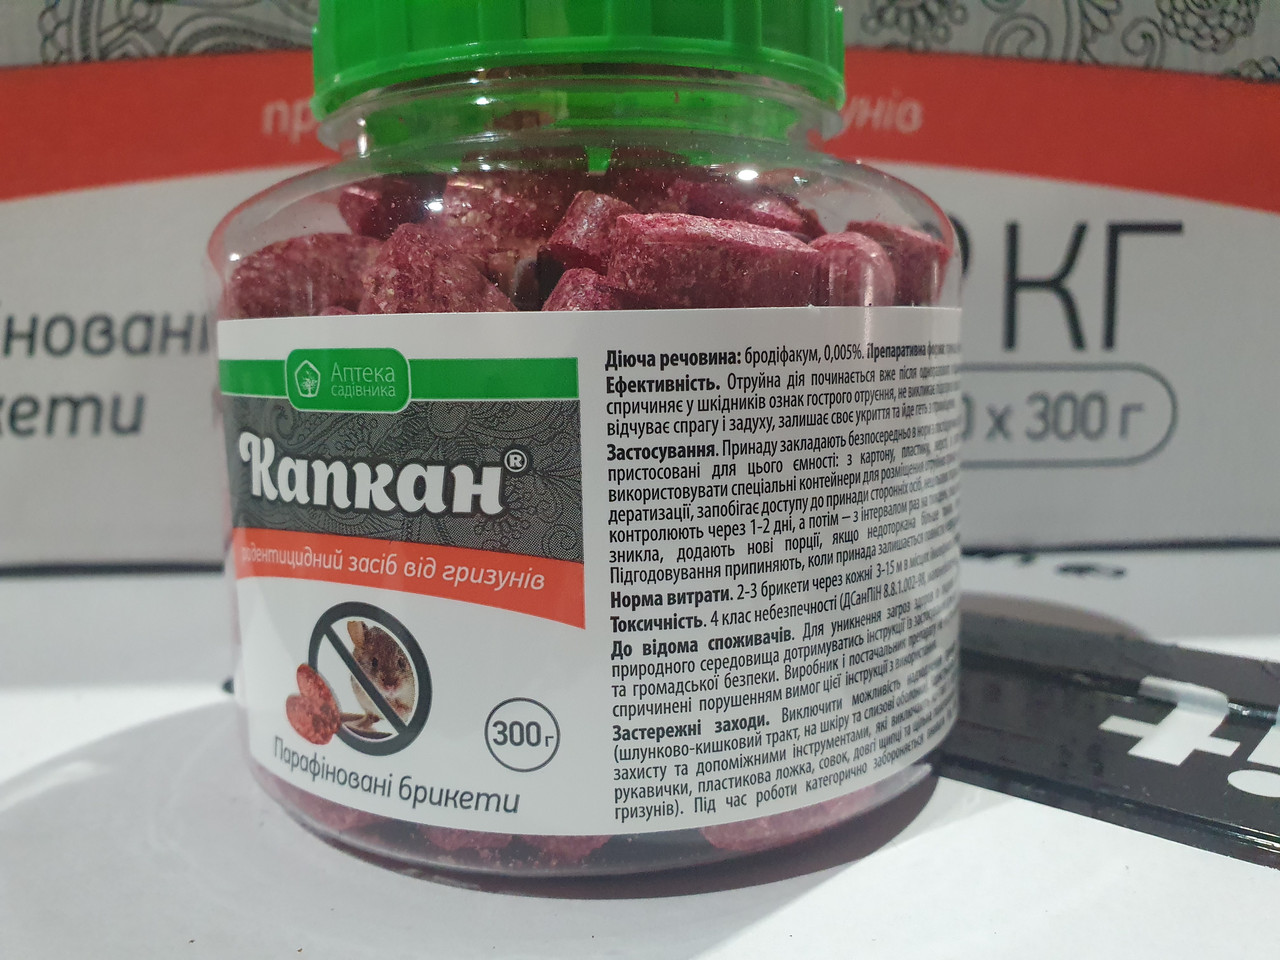 КГ
х 300 г
кети
Аптека
садівника
Капкан®
родентицидний засіб від гризунів
300 г
Парафіновані брикети
Діюча речовина: бродіфакум, 0,005%. Препаративна
Ефективність. Отруйна дія починається вже після
спричиняє у шкідників ознак гострого отруєння, не викликає
відчуває спрагу і задуху, залишає своє укриття та йде геть з
Застосування. Принаду закладають безпосередньо в нори
пристосовані для цього ємності: з картону, пластику,
використовувати спеціальні контейнери для розміщення
дератизації, запобігає доступу до принади сторонніх осіб,
контролюють через 1-2 дні, а потім – з інтервалом раз на
зникла, додають нові порції, якщо недоторкана більше
Підгодовування припиняють, коли принада залишається
Норма витрати. 2-3 брикети через кожні 3-15 м в місцях
Токсичність. 4 клас небезпечності (ДСанПіН 8.8.1.002-98,
До відома споживачів. Для уникнення загроз здоров'ю
природного середовища дотримуватись інструкції із
та громадської безпеки. Виробник і постачальник препарату
спричинені порушенням вимог цієї інструкції з використання.
Застережні заходи. Виключити можливість
(шлунково-кишковий тракт, на шкіру та слизові оболонки),
захисту та допоміжними інструментами, які виключають
рукавички, пластикова ложка, совок, довгі щипці та щільна
гризунів). Під час роботи категорично забороняється